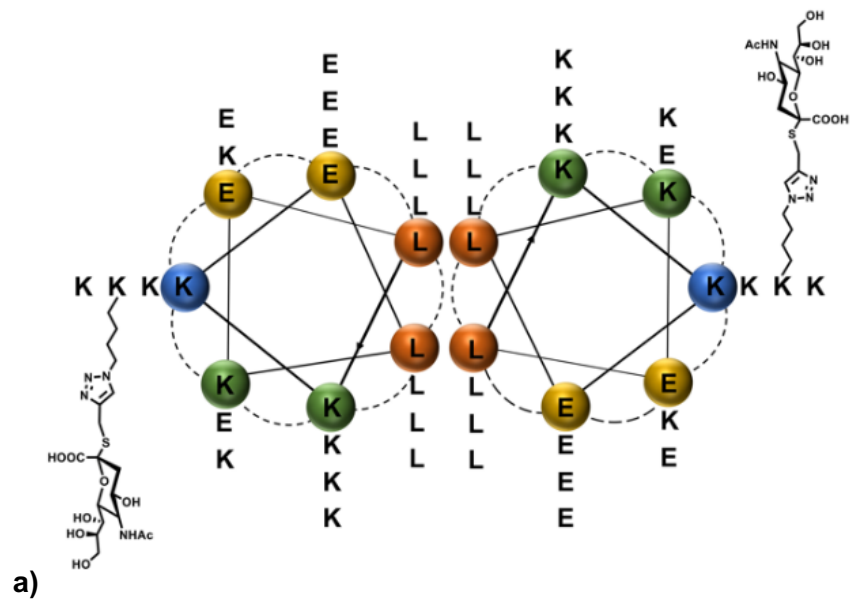 OH
AcHN OH
E K 'OH
HO
E K O
E L L K COOH
E K S
K L L E
E E L L K K N
N N
L L
K K K K K K K K
L L
N N
N K E
K L L E
E K L L E K
K K L L E E
S
HOOC
K L L E
O OH
HO
HO NHAc
K E
HO
a)